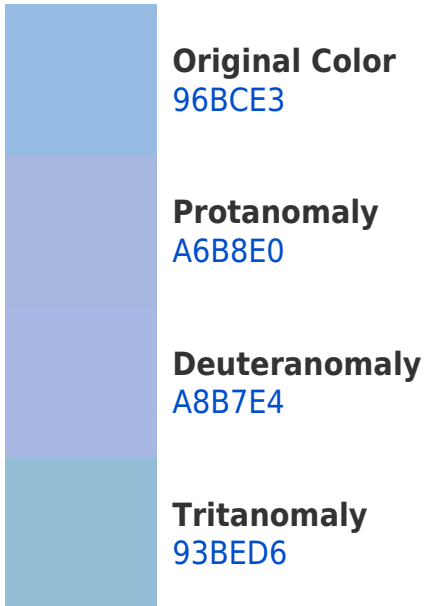 Original Color
96BCE3
Protanomaly
A6B8E0
Deuteranomaly
A8B7E4
Tritanomaly
93BED6